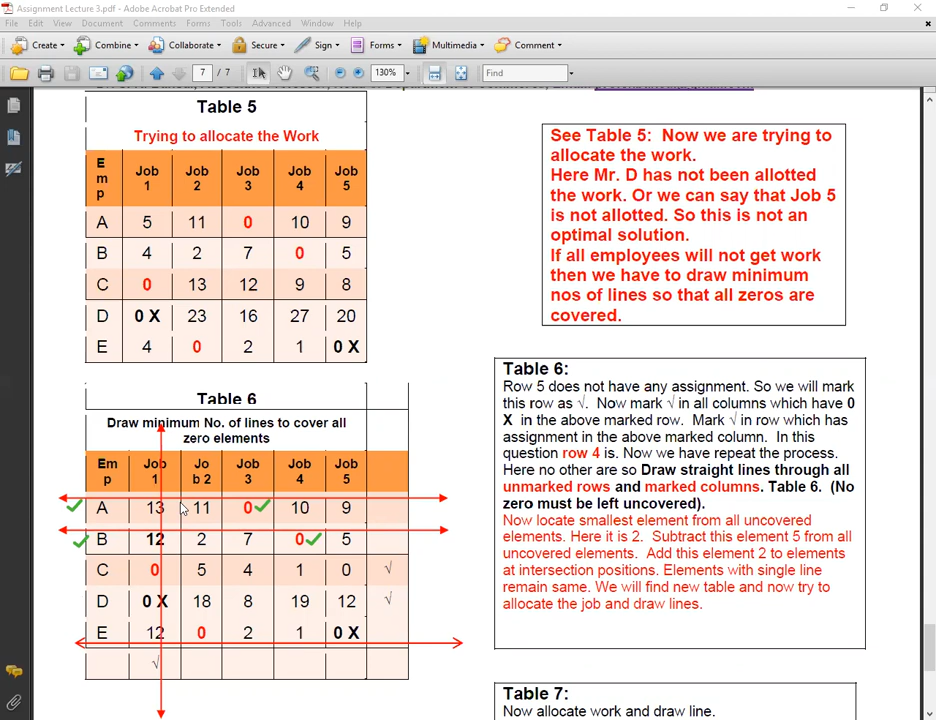 Assignment Lecture 3.pdf - Adobe Acrobat Pro Extended
File Edit View Document Comments Forms Tools Advanced Window Help
Create Combine Collaborate Secure Sign Forms Multimedia Comment
7 / 7 130% Find
Table 5
Trying to allocate the Work
Emp Job 1 Job 2 Job 3 Job 4 Job 5
A 5 11 0 10 9
B 4 2 7 0 5
C 0 13 12 9 8
D 0 X 23 16 27 20
E 4 0 2 1 0 X
See Table 5: Now we are trying to
allocate the work.
Here Mr. D has not been allotted
the work. Or we can say that Job 5
is not allotted. So this is not an
optimal solution.
If all employees will not get work
then we have to draw minimum
nos of lines so that all zeros are
covered.
Table 6
Draw minimum No. of lines to cover all
zero elements
Emp Job 1 Job 2 Job 3 Job 4 Job 5
A 13 11 0 10 9
B 12 2 7 0 5
C 0 5 4 1 0 √
D 0 X 18 8 19 12 √
E 12 0 2 1 0 X
√
Table 6:
Row 5 does not have any assignment. So we will mark
this row as √. Now mark √ in all columns which have 0
X in the above marked row. Mark √ in row which has
assignment in the above marked column. In this
question row 4 is. Now we have repeat the process.
Here no other are so Draw straight lines through all
unmarked rows and marked columns. Table 6. (No
zero must be left uncovered).
Now locate smallest element from all uncovered
elements. Here it is 2. Subtract this element 5 from all
uncovered elements. Add this element 2 to elements
at intersection positions. Elements with single line
remain same. We will find new table and now try to
allocate the job and draw lines.
Table 7:
Now allocate work and draw line.